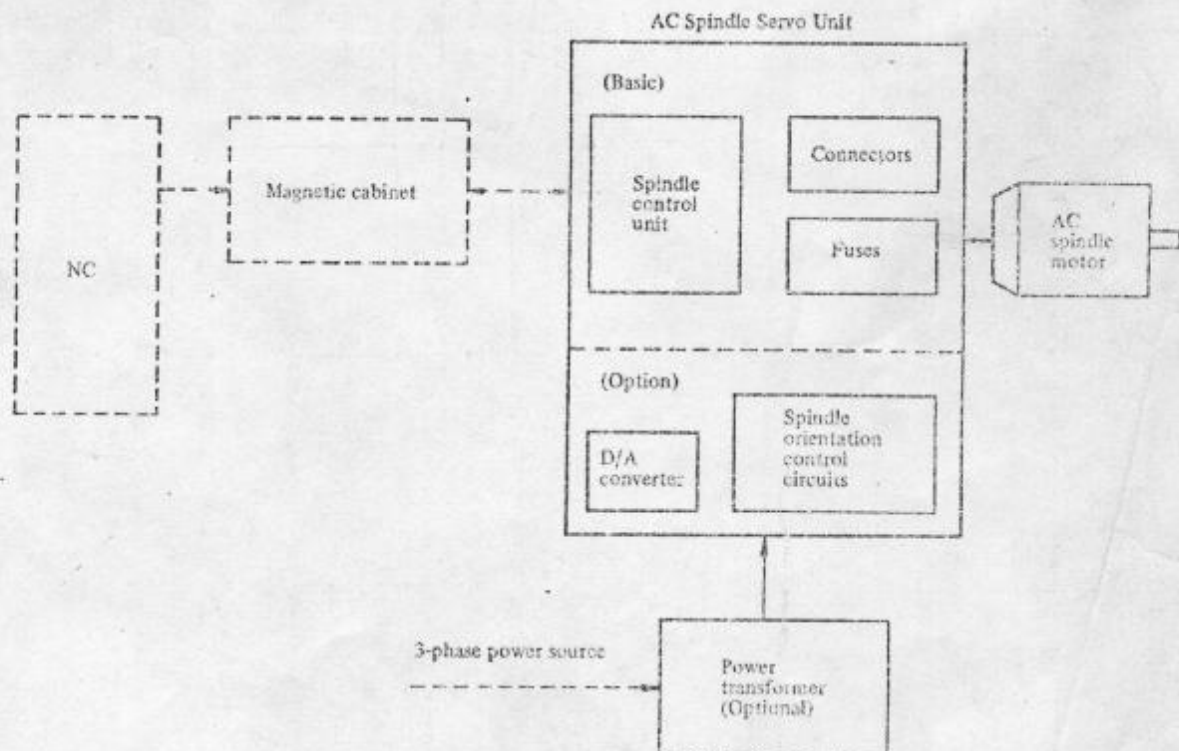 AC Spindle Servo Unit
(Basic)
NC
Magnetic cabinet
Spindle
control
unit
Connectors
Fuses
AC
spindle
motor
(Option)
D/A
converter
Spindle
orientation
control
circuits
3-phase power source
Power
transformer
(Optional)